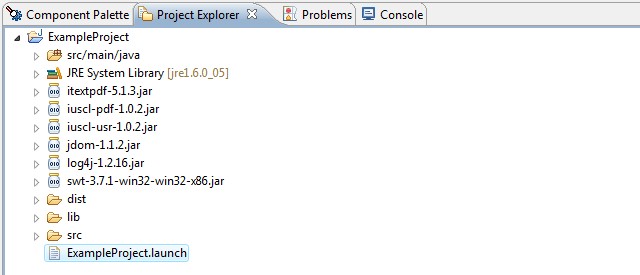 Component Palette Project Explorer Problems Console
ExampleProject
src/main/java
JRE System Library [jre1.6.0_05]
itextpdf-5.1.3.jar
iuscl-pdf-1.0.2.jar
iuscl-usr-1.0.2.jar
jdom-1.1.2.jar
log4j-1.2.16.jar
swt-3.7.1-win32-win32-x86.jar
dist
lib
src
ExampleProject.launch